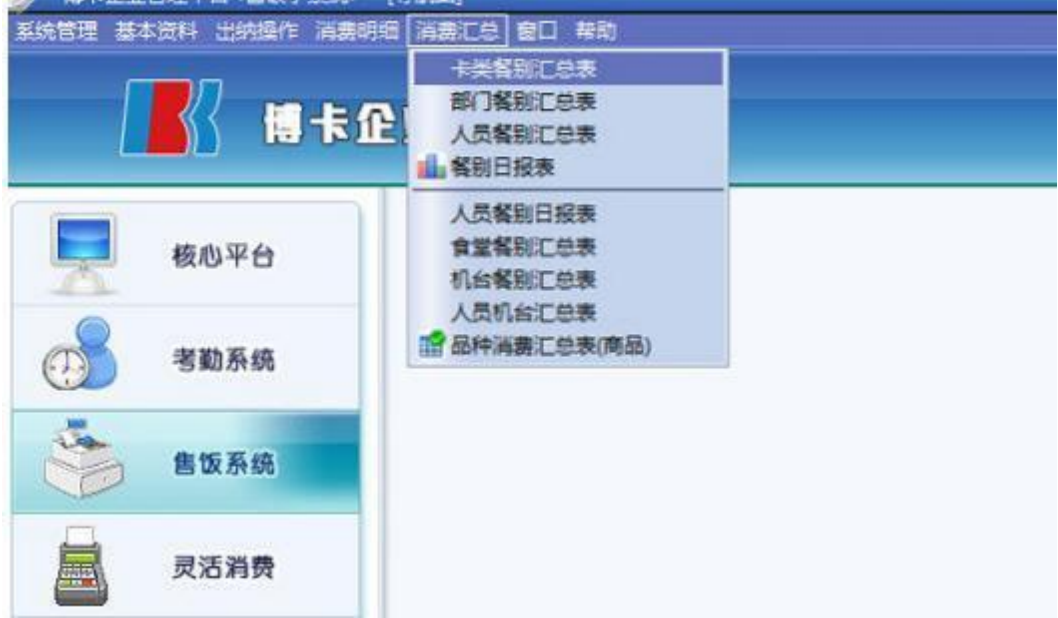 系统管理 基本资料 出纳操作 消费明细 消费汇总 窗口 帮助
博卡企
卡类餐别汇总表
部门餐别汇总表
人员餐别汇总表
餐别日报表
人员餐别日报表
食堂餐别汇总表
机台餐别汇总表
人员机台汇总表
品种消费汇总表(商品)
核心平台
考勤系统
售饭系统
灵活消费